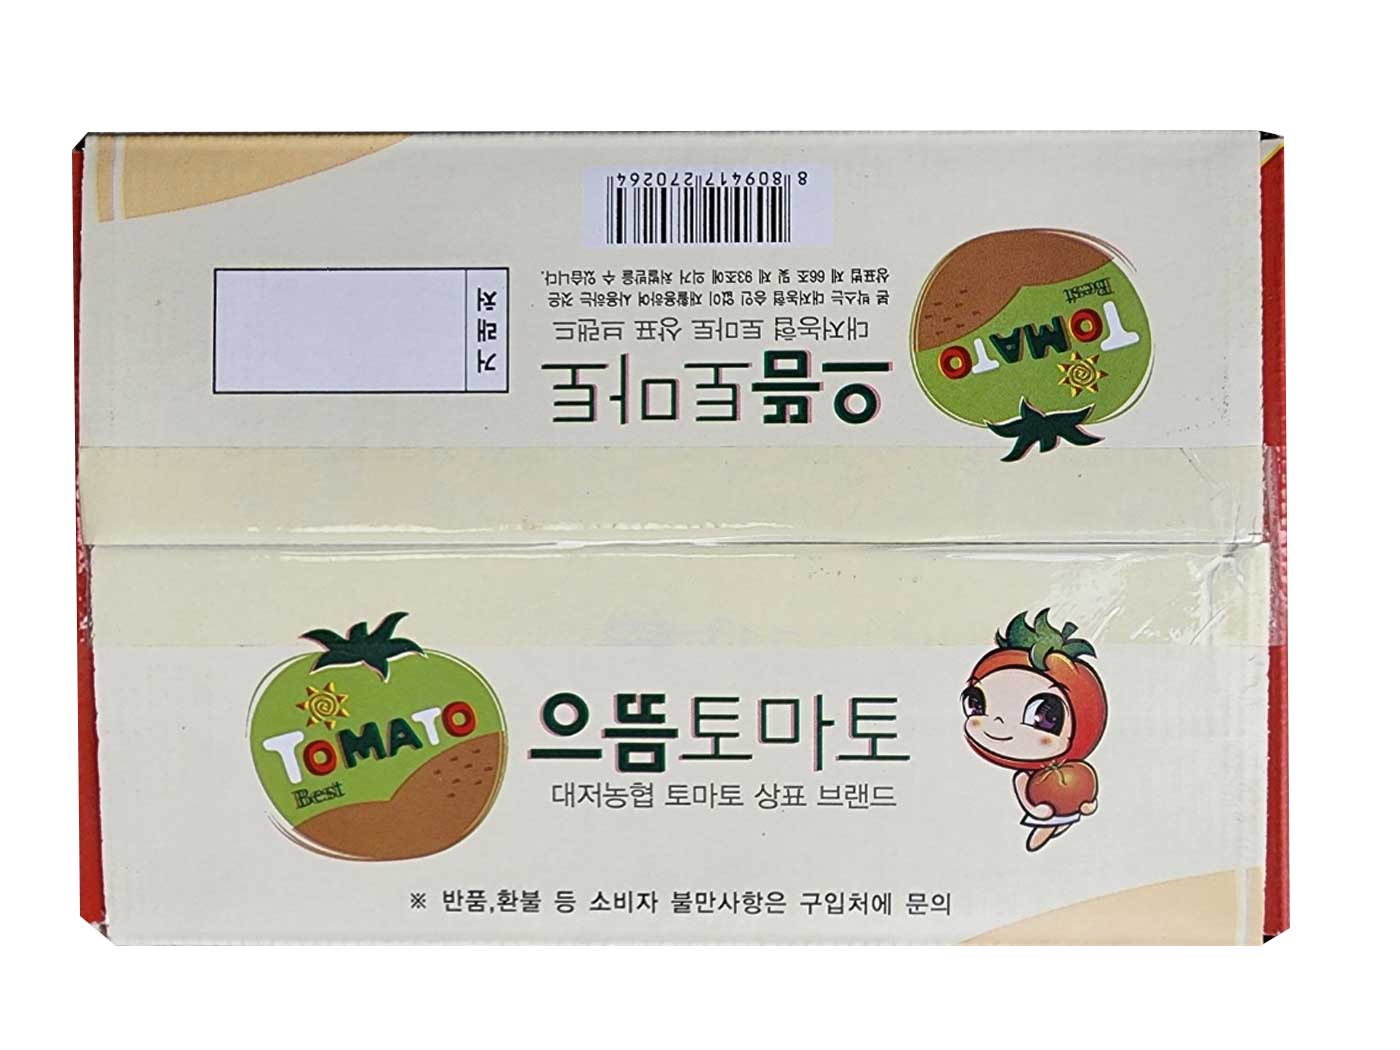 8 809417 270264
본 박스는 대저농협 승인 없이 재활용하여 사용하는 것은
상표법 제 66조 및 제 93조에 의거 처벌받을 수 있습니다.
대저농협 토마토 상표 브랜드
으뜸토마토
거래처
Best
TOMATO
TOMATO
Best
으뜸토마토
대저농협 토마토 상표 브랜드
※ 반품,환불 등 소비자 불만사항은 구입처에 문의